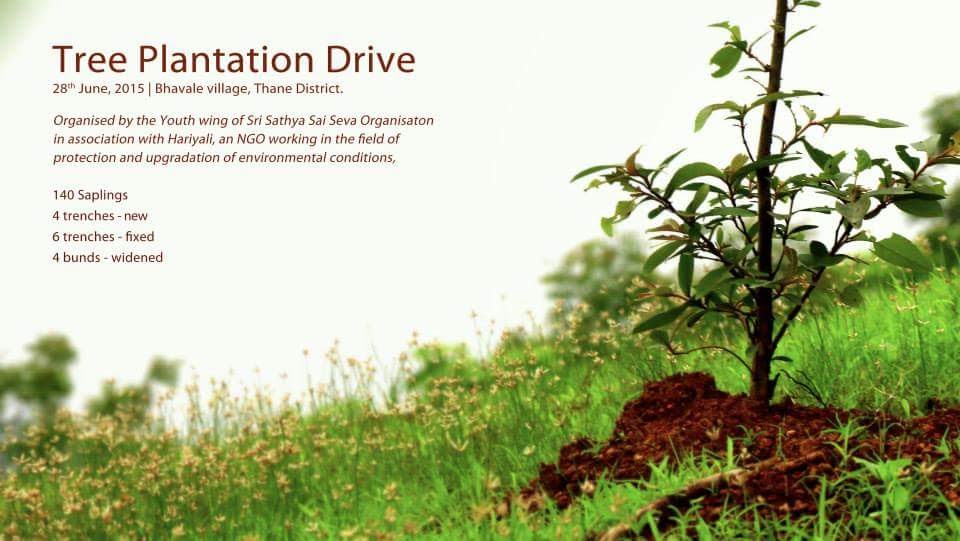 Tree Plantation Drive
28th June, 2015 | Bhavale village, Thane District.
Organised by the Youth wing of Sri Sathya Sai Seva Organisaton
in association with Hariyali, an NGO working in the field of
protection and upgradation of environmental conditions,
140 Saplings
4 trenches - new
6 trenches - fixed
4 bunds - widened